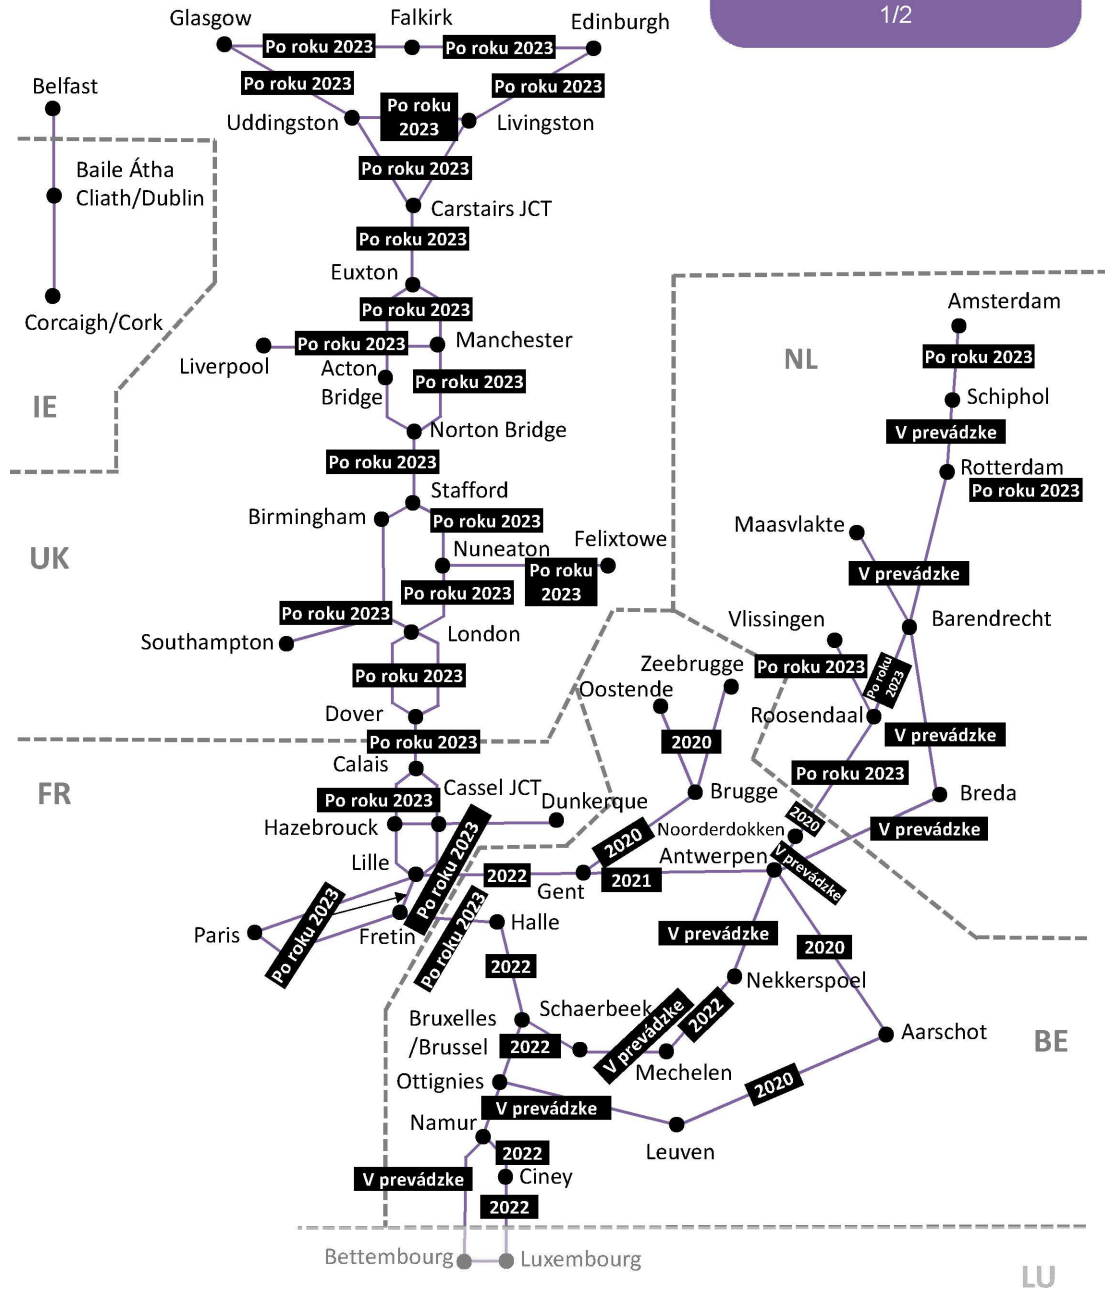 1/2
Glasgow
Falkirk
Edinburgh
Po roku 2023
Po roku 2023
Po roku 2023
Po roku 2023
Belfast
Uddingston
Po roku
2023
Livingston
Po roku 2023
Baile Átha
Cliath/Dublin
Carstairs JCT
Po roku 2023
Euxton
Corcaigh/Cork
Po roku 2023
Liverpool
Po roku 2023
Manchester
Acton
Bridge
Po roku 2023
IE
Norton Bridge
Po roku 2023
Stafford
Birmingham
Po roku 2023
UK
Nuneaton
Felixtowe
Po roku
2023
Po roku 2023
Po roku 2023
Southampton
London
Po roku 2023
Dover
Po roku 2023
NL
Amsterdam
Po roku 2023
Schiphol
V prevádzke
Rotterdam
Po roku 2023
Maasvlakte
V prevádzke
Vlissingen
Barendrecht
Po roku 2023
Po roku
2023
Zeebrugge
Oostende
Roosendaal
2020
V prevádzke
Po roku 2023
Brugge
Breda
FR
Calais
Po roku 2023
Cassel JCT
Dunkerque
Hazebrouck
Po roku 2023
2020
Noorderdokken
2020
V prevádzke
Lille
2022
Gent
2021
Antwerpen
V prevádzke
Paris
Po roku 2023
Fretin
Po roku 2023
Halle
V prevádzke
2020
2022
Nekkerspoel
Bruxelles
/Brussel
Schaerbeek
V prevádzke
2022
2022
Mechelen
Aarschot
BE
Ottignies
V prevádzke
2020
Namur
Leuven
2022
V prevádzke
Ciney
2022
Bettembourg
Luxembourg
LU